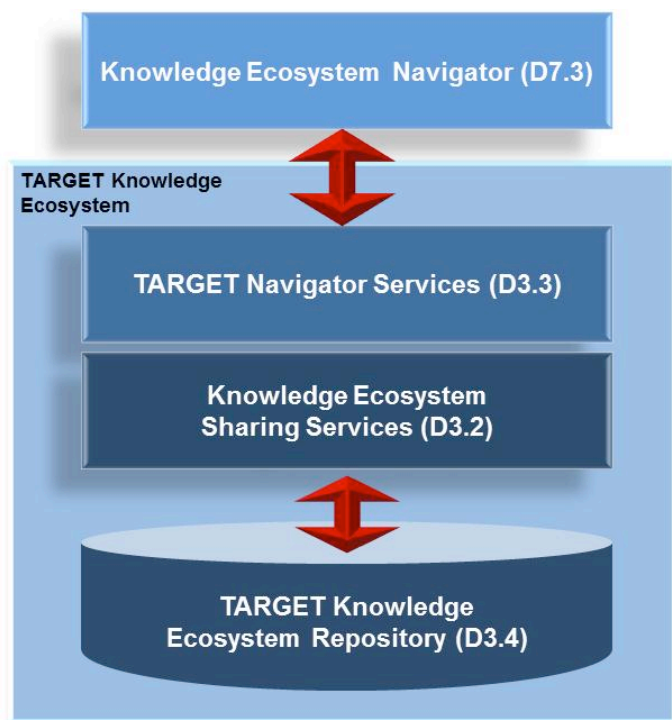 Knowledge Ecosystem Navigator (D7.3)
TARGET Knowledge
Ecosystem
TARGET Navigator Services (D3.3)
Knowledge Ecosystem
Sharing Services (D3.2)
TARGET Knowledge
Ecosystem Repository (D3.4)